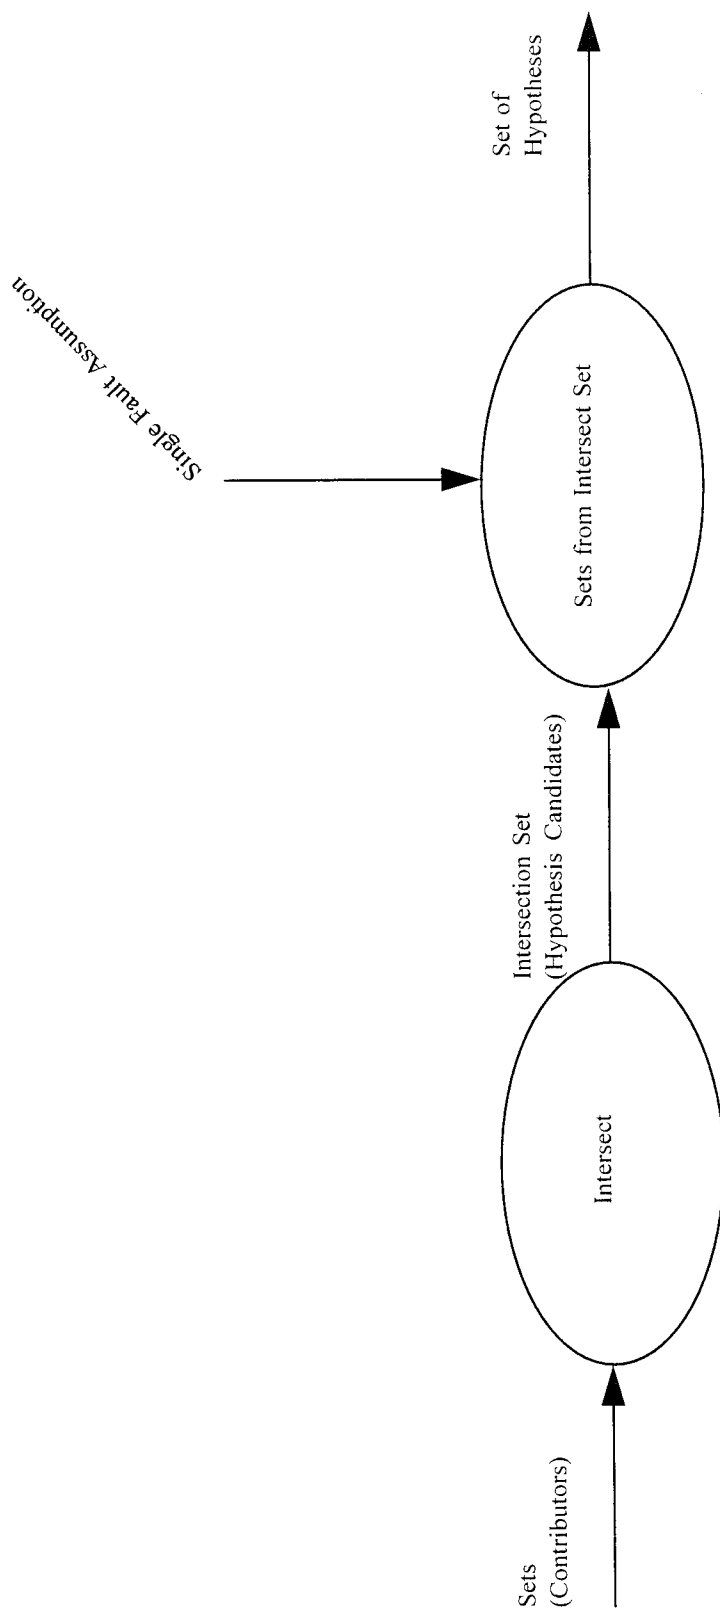 Single Fault Assumption
Sets
(Contributors)
Intersect
Intersection Set
(Hypothesis Candidates)
Sets from Intersect Set
Set of
Hypotheses